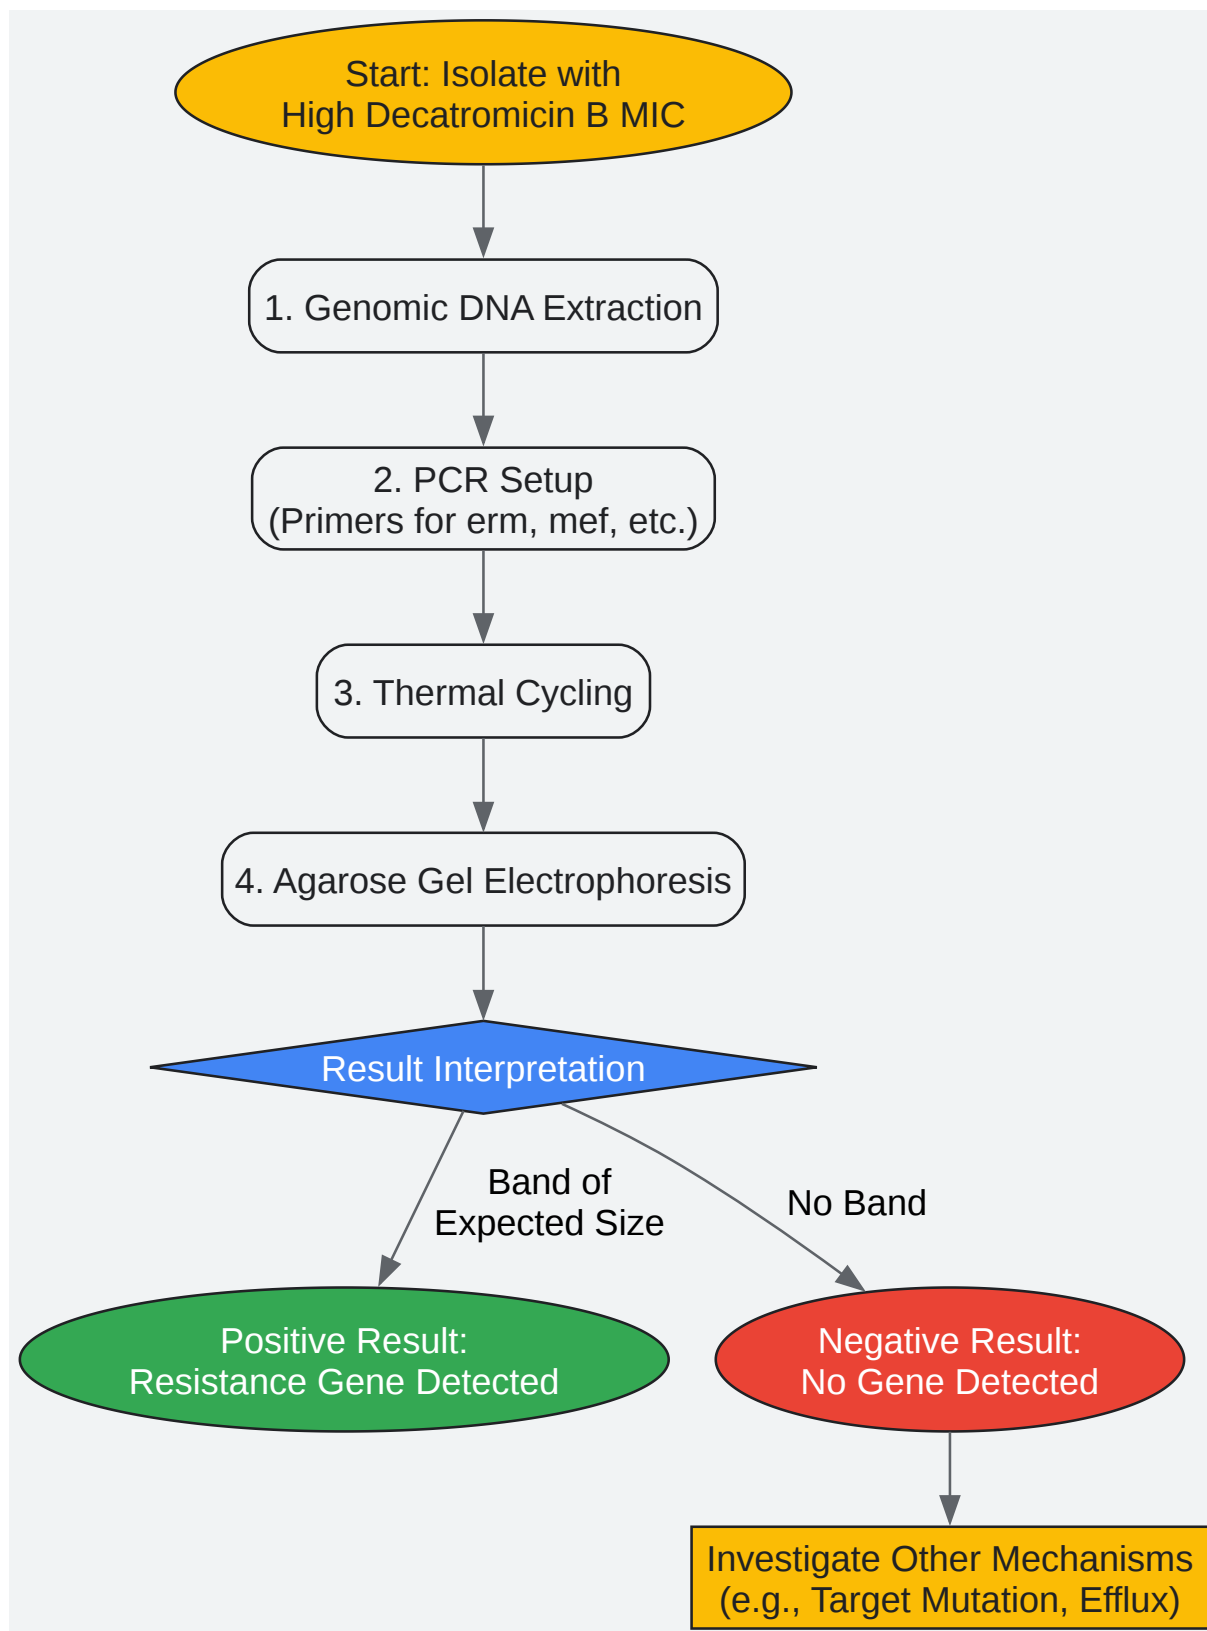 Start: Isolate with
High Decatromicin B MIC
1. Genomic DNA Extraction
2. PCR Setup
(Primers for erm, mef, etc.)
3. Thermal Cycling
4. Agarose Gel Electrophoresis
Result Interpretation
Band of
Expected Size
No Band
Positive Result:
Resistance Gene Detected
Negative Result:
No Gene Detected
Investigate Other Mechanisms
(e.g., Target Mutation, Efflux)